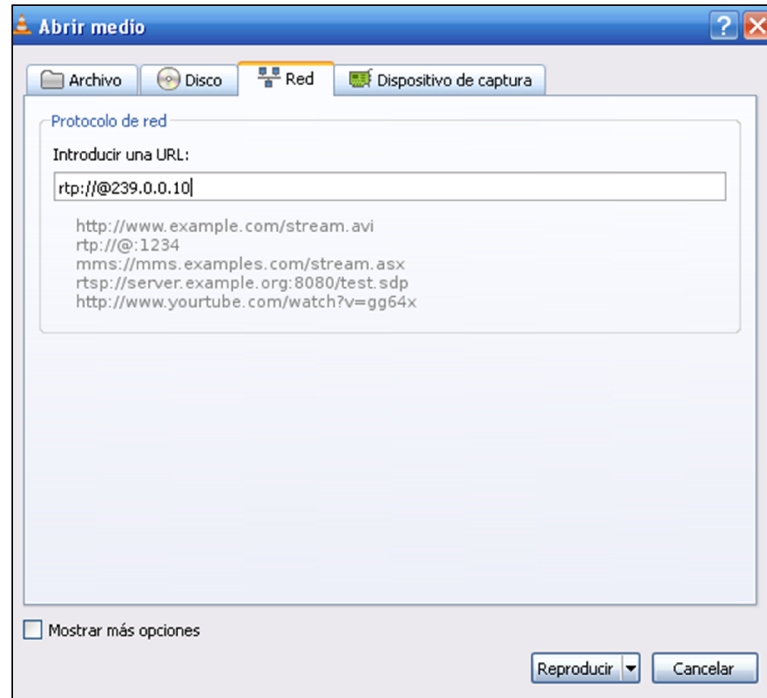 Abrir medio
Archivo Disco Red Dispositivo de captura
Protocolo de red
Introducir una URL:
rtp://@239.0.0.10
http://www.example.com/stream.avi
rtp://@:1234
mms://mms.examples.com/stream.asx
rtsp://server.example.org:8080/test.sdp
http://www.yourtube.com/watch?v=gg64x
Mostrar más opciones
Reproducir Cancelar